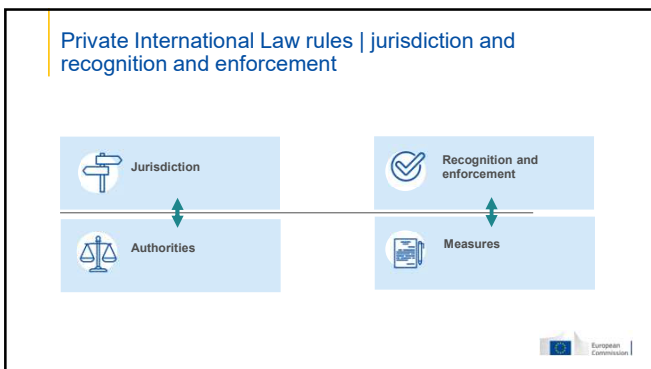 Private International Law rules | jurisdiction and
recognition and enforcement
Jurisdiction
Recognition and
enforcement
Authorities
Measures
European
Commission